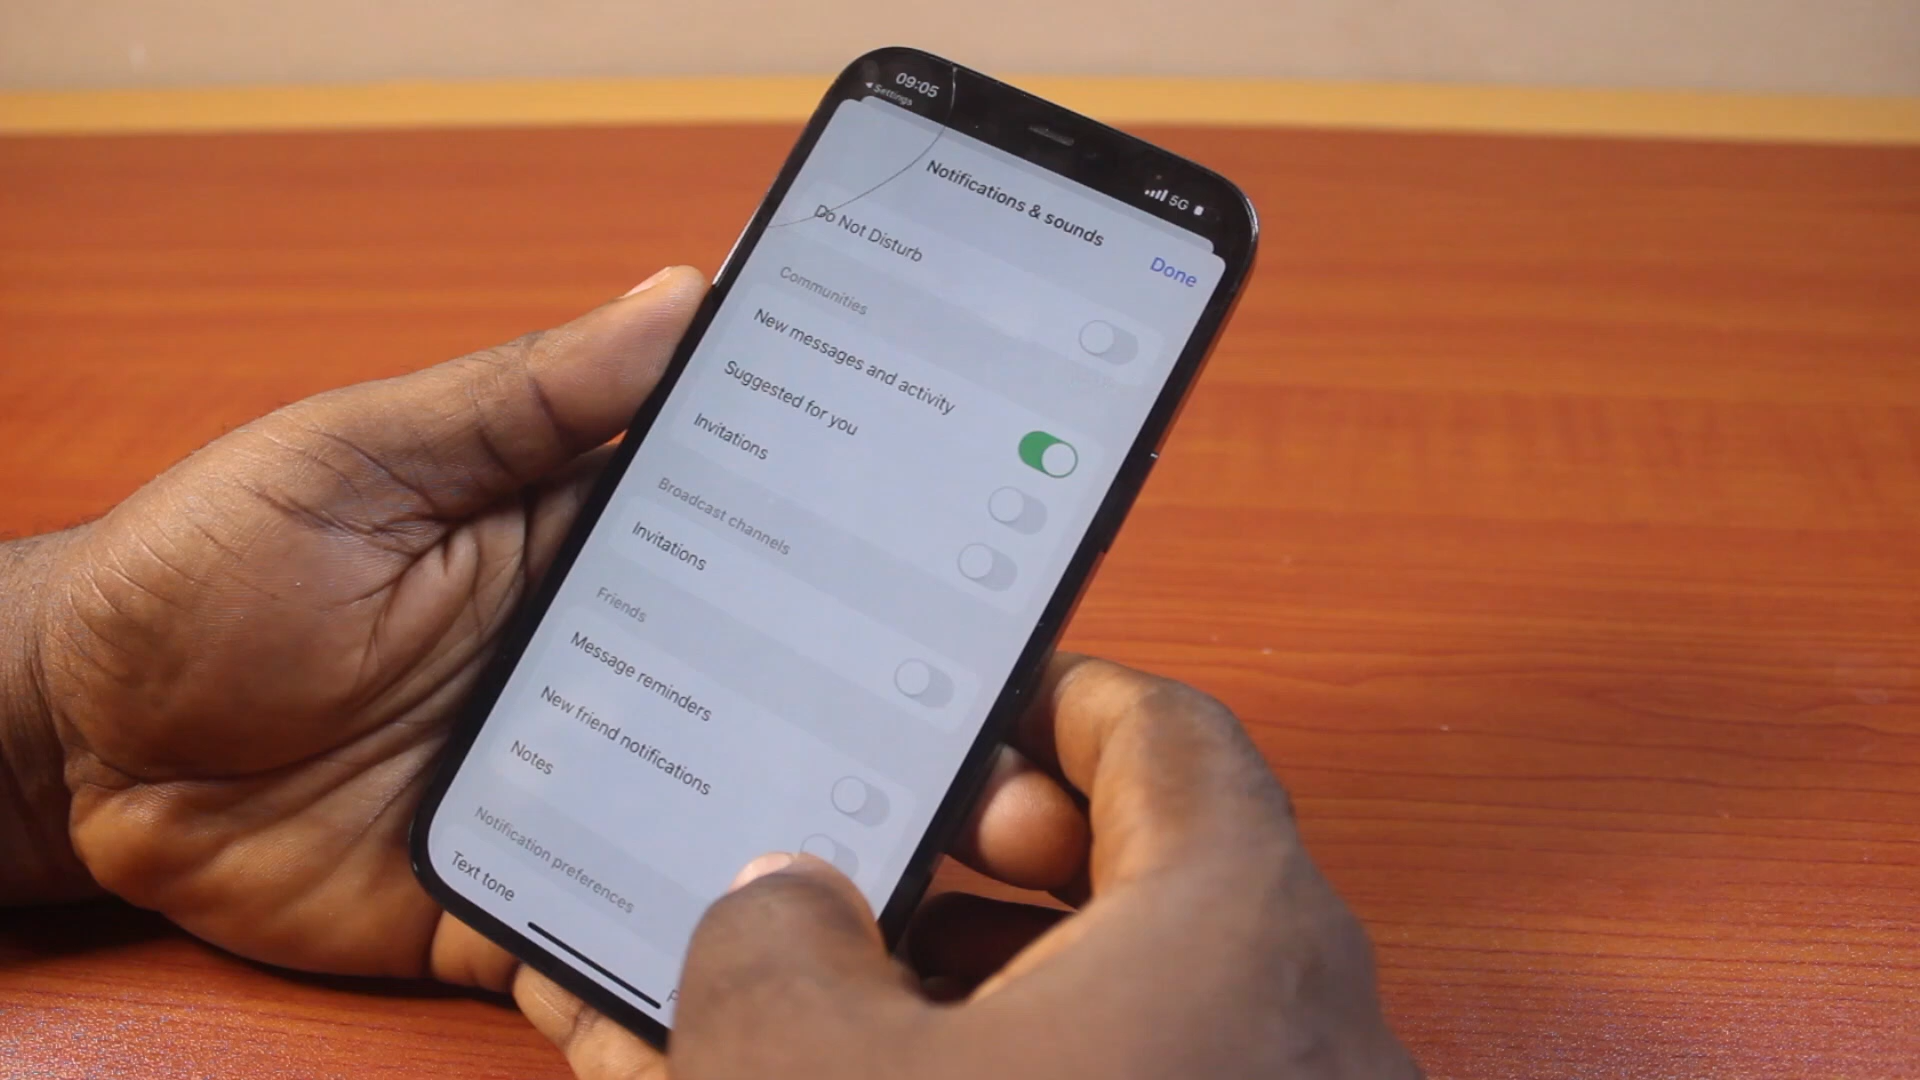 09:05
◀ Settings
5G
Notifications & sounds
Done
Do Not Disturb
Communities
New messages and activity
Suggested for you
Invitations
Broadcast channels
Invitations
Friends
Message reminders
New friend notifications
Notes
Notification preferences
Text tone